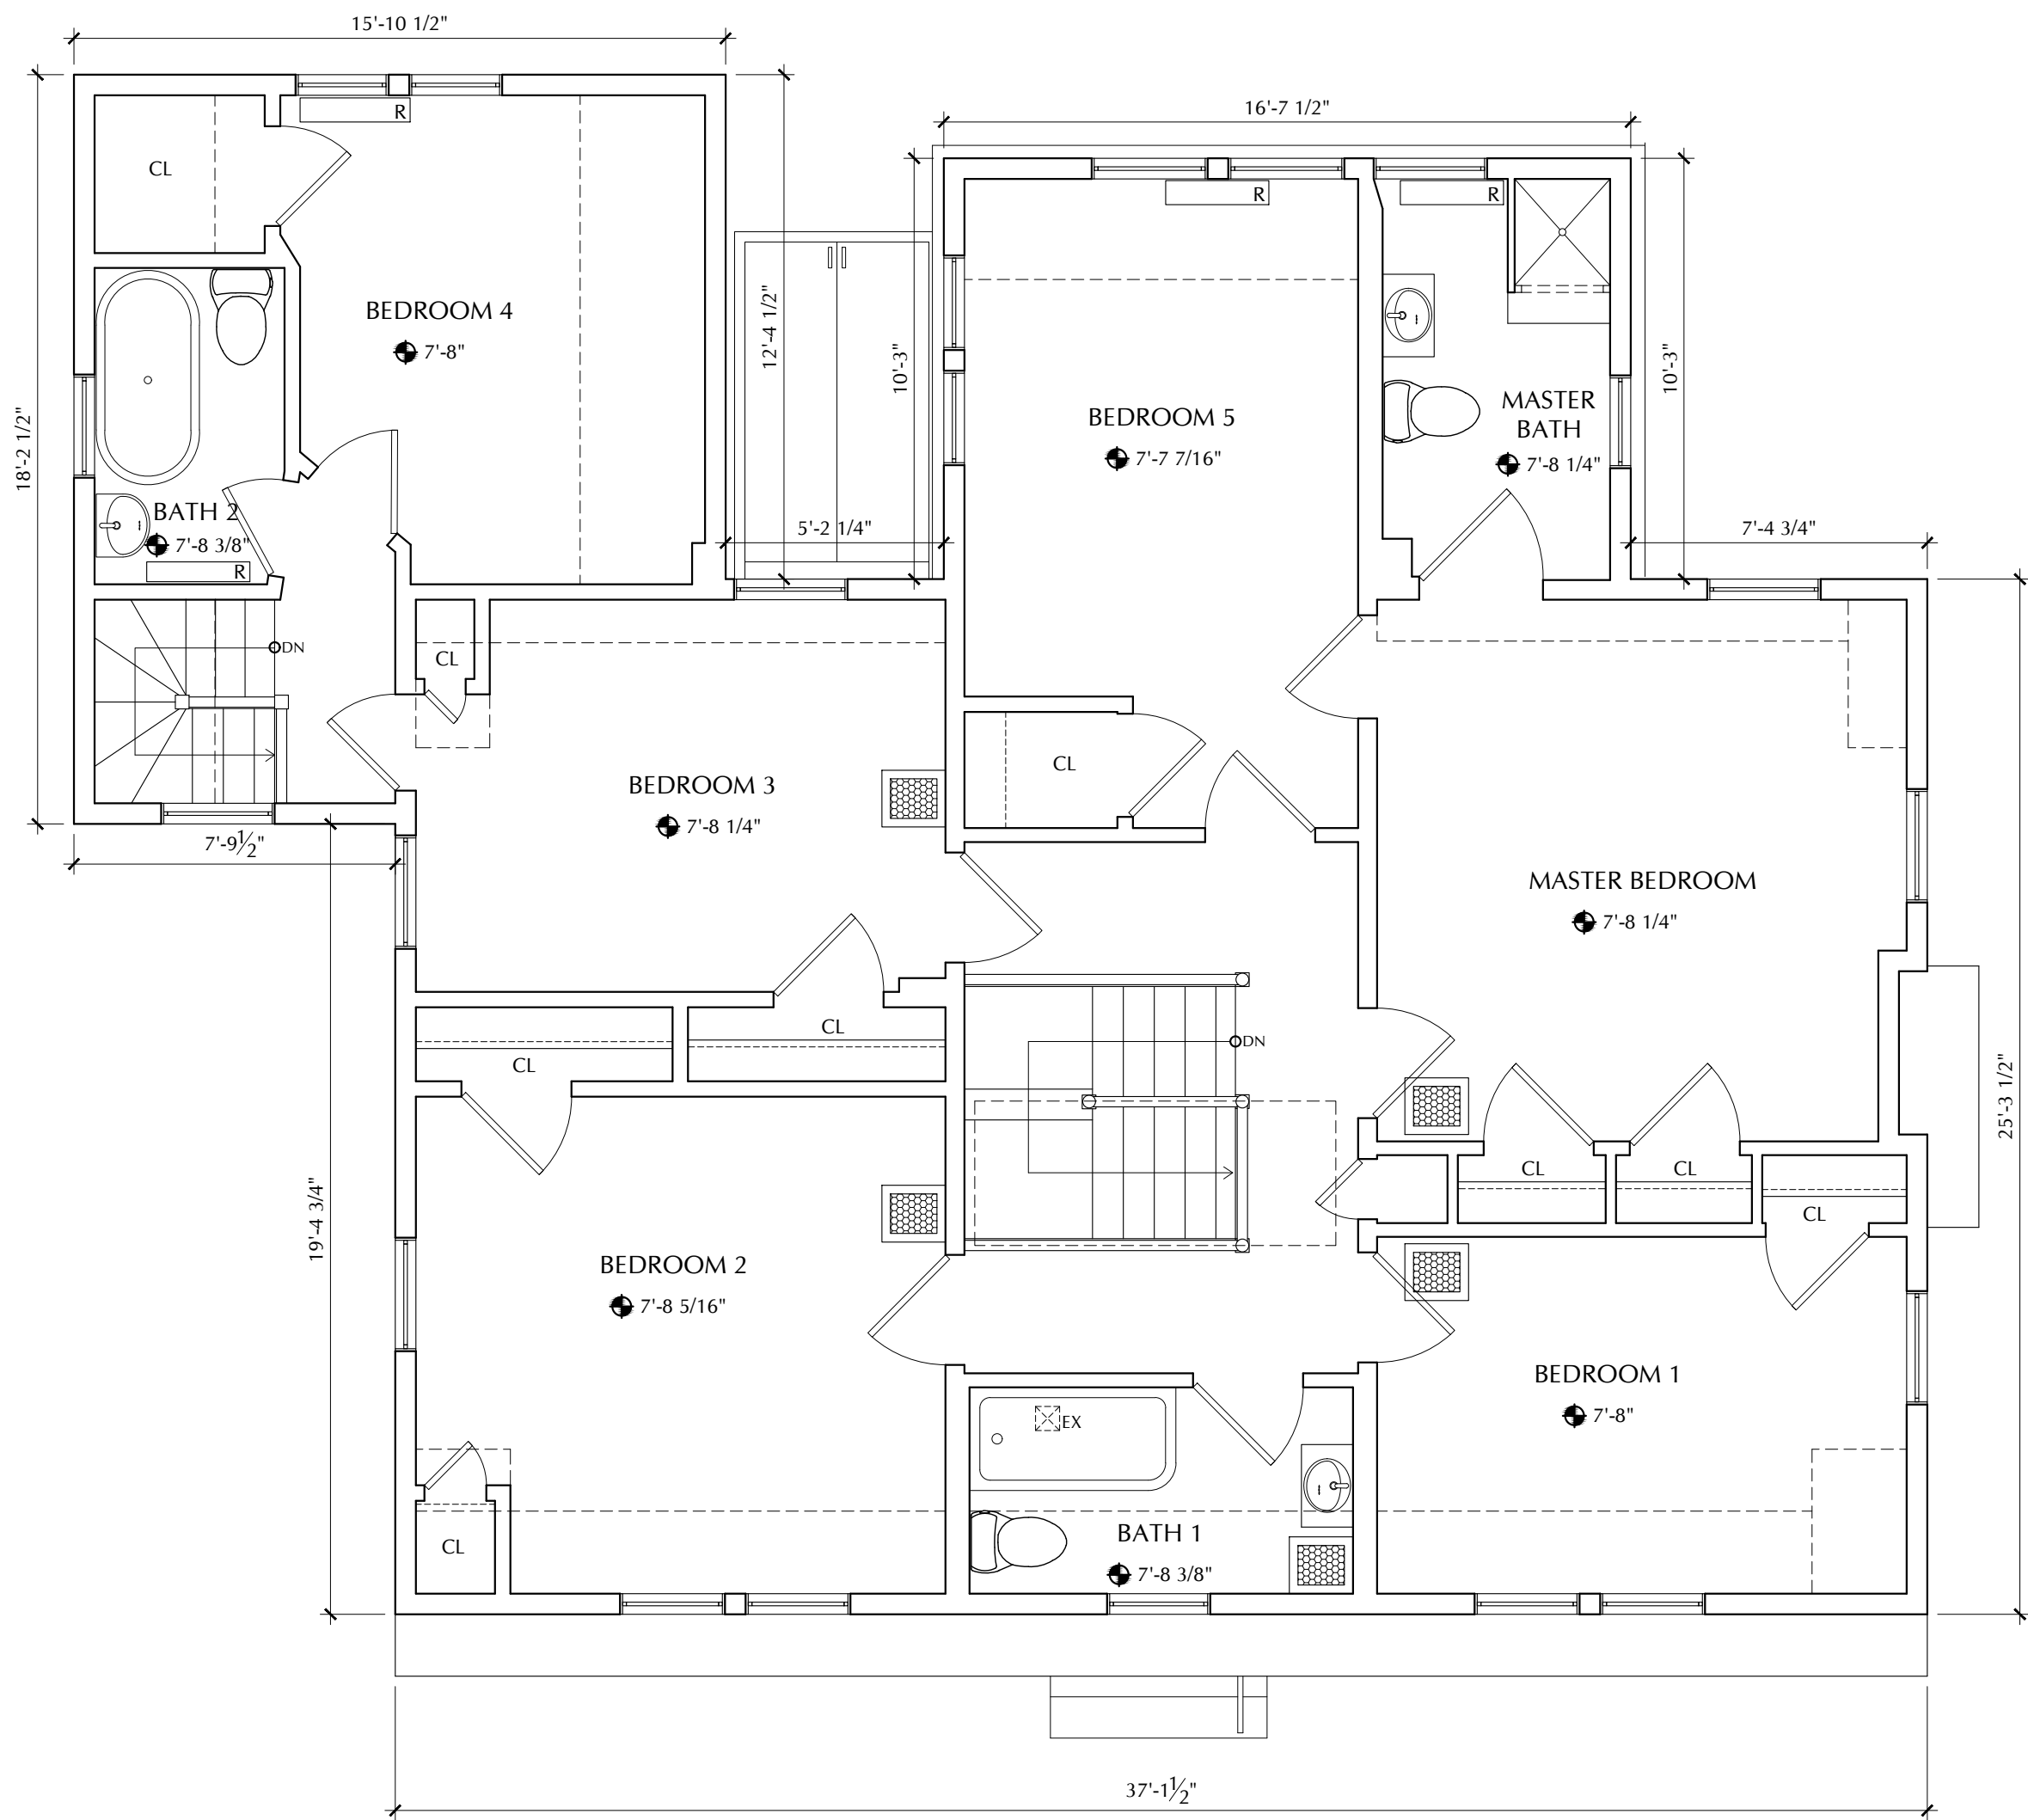 15'-10 1/2"
16'-7 1/2"
R
CL
R
R
BEDROOM 4
7'-8"
12'-4 1/2"
10'-3"
10'-3"
18'-2 1/2"
BEDROOM 5
7'-7 7/16"
MASTER
BATH
7'-8 1/4"
BATH 2
7'-8 3/8"
R
5'-2 1/4"
7'-4 3/4"
DN
CL
BEDROOM 3
7'-8 1/4"
CL
7'-9 1/2"
MASTER BEDROOM
7'-8 1/4"
CL
CL
DN
25'-3 1/2"
19'-4 3/4"
CL
CL
CL
BEDROOM 2
7'-8 5/16"
BEDROOM 1
7'-8"
EX
CL
BATH 1
7'-8 3/8"
37'-1 1/2"